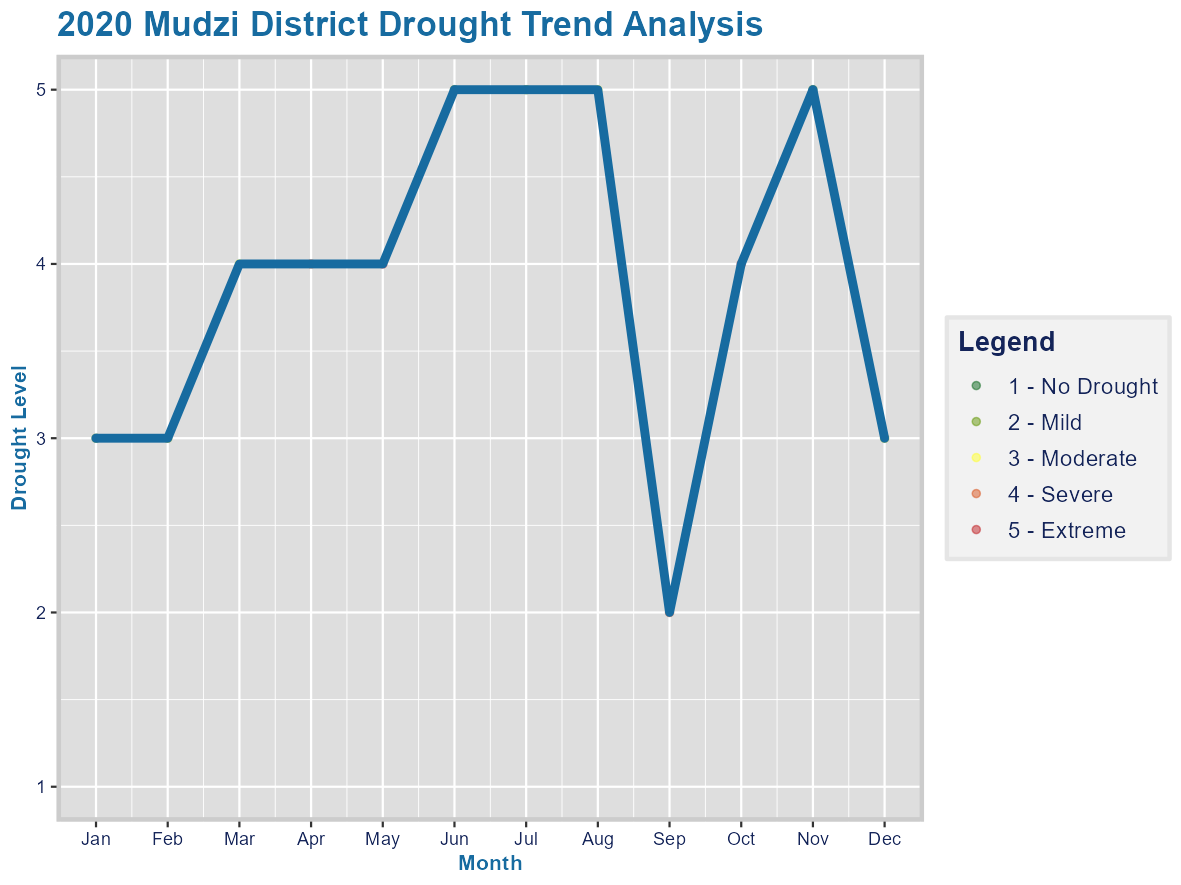 2020 Mudzi District Drought Trend Analysis
5
4
3
2
1
Drought Level
Jan Feb Mar Apr May Jun Jul Aug Sep Oct Nov Dec
Month
Legend
1 - No Drought
2 - Mild
3 - Moderate
4 - Severe
5 - Extreme